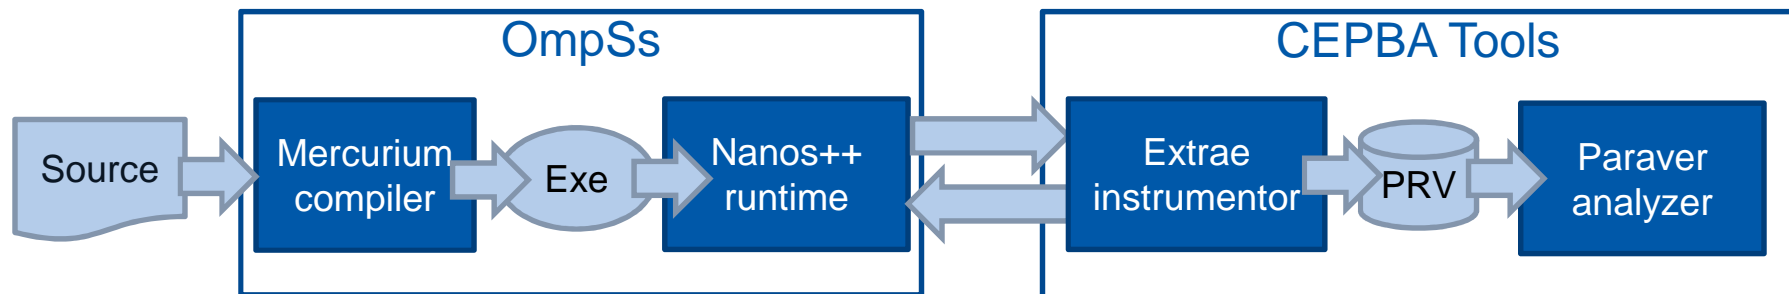 OmpSs
CEPBA Tools
Source
Mercurium
compiler
Exe
Nanos++
runtime
Extrae
instrumentor
PRV
Paraver
analyzer